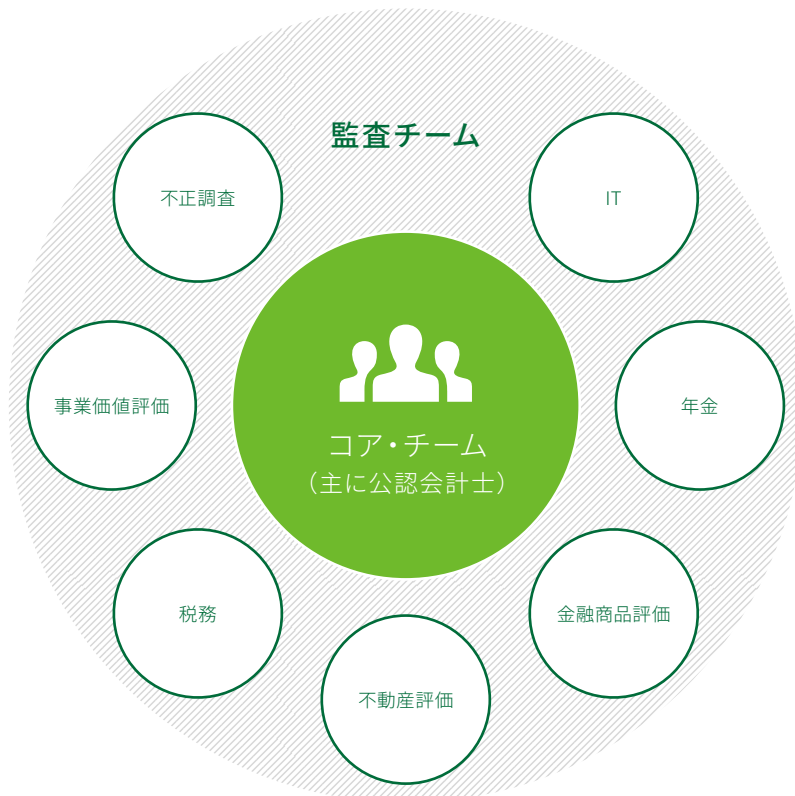 監査チーム
不正調査
IT
事業価値評価
コア・チーム
（主に公認会計士）
年金
税務
金融商品評価
不動産評価